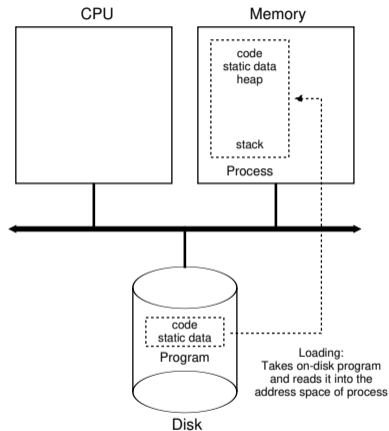 CPU
Memory
code
static data
heap
stack
Process
code
static data
Program
Loading:
Takes on-disk program
and reads it into the
address space of process
Disk